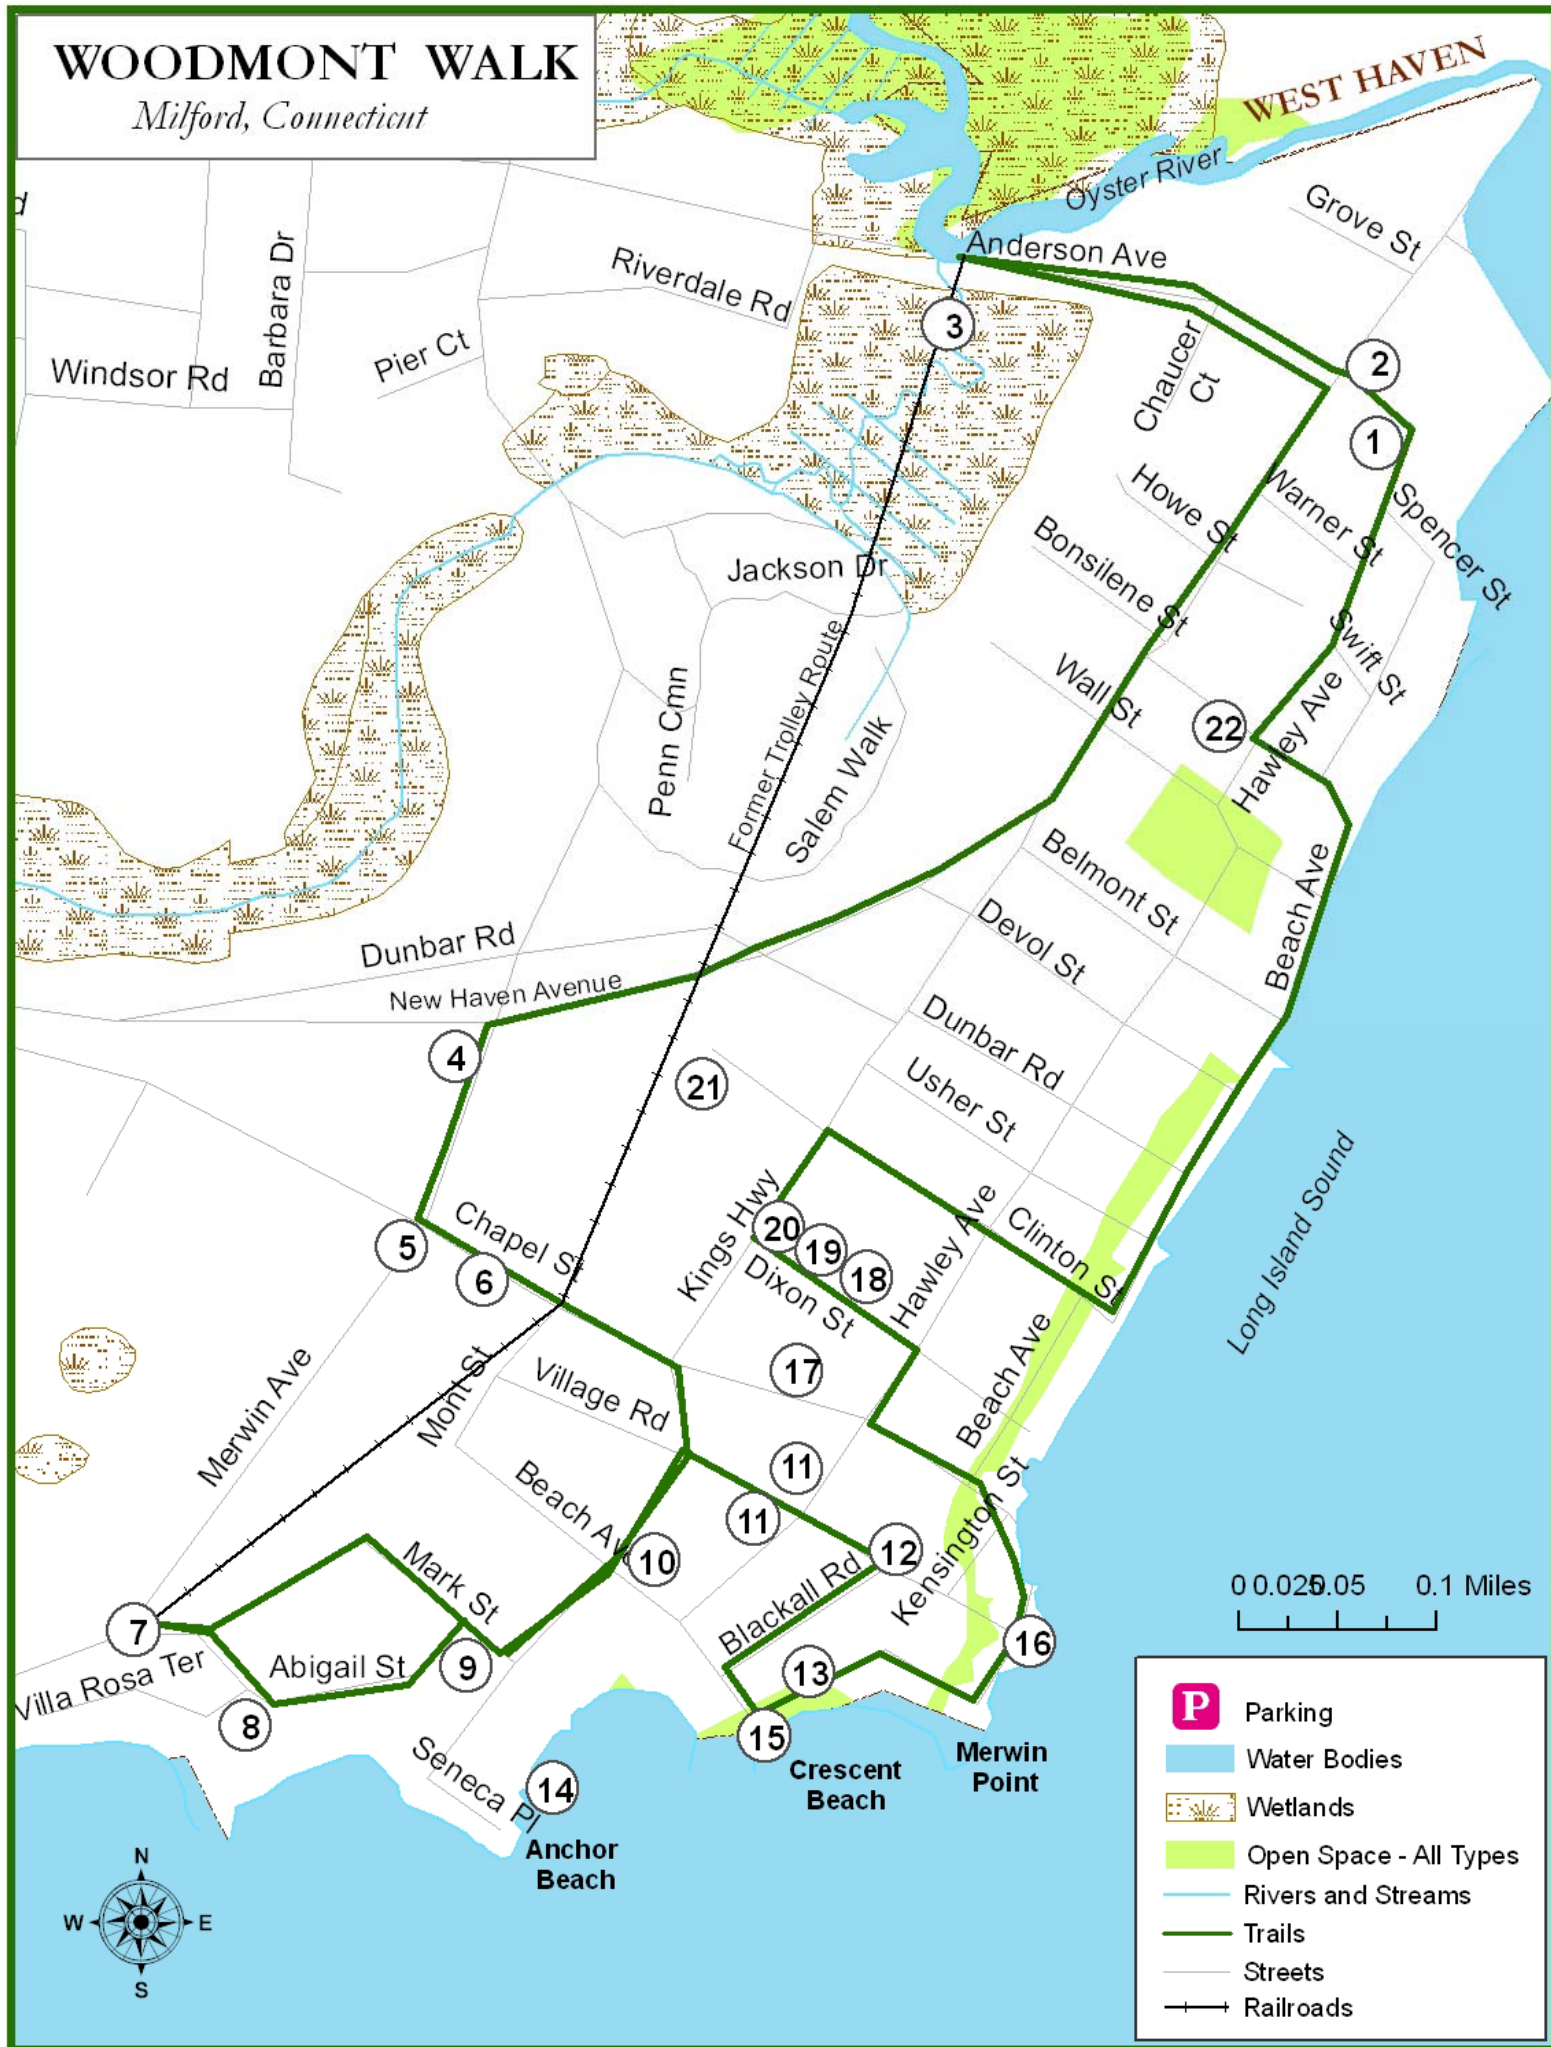 WOODMONT WALK
Milford, Connecticut
WEST HAVEN
Oyster River
Grove St
Anderson Ave
Riverdale Rd
Barbara Dr
Pier Ct
Windsor Rd
d
3
2
1
Chaucer
Ct
Howe St
Warner St
Spencer St
Bonsilene St
Swift St
Jackson Dr
Wall St
22
Hawley Ave
Penn Cmn
Former Trolley Route
Salem Walk
Belmont St
Beach Ave
Devol St
Dunbar Rd
New Haven Avenue
4
21
Dunbar Rd
Usher St
Long Island Sound
5
6
Chapel St
Kings Hwy
20
19
18
Dixon St
Hawley Ave
Clinton St
Merwin Ave
Mont St
Village Rd
17
Beach Ave
Beach Av
11
11
10
12
Kensington St
Blackall Rd
Mark St
7
Villa Rosa Ter
Abigail St
9
8
13
16
15
Seneca Pl
14
Crescent
Beach
Merwin
Point
Anchor
Beach
0 0.025 0.05 0.1 Miles
P Parking
Water Bodies
Wetlands
Open Space - All Types
Rivers and Streams
Trails
Streets
Railroads
N
W E
S